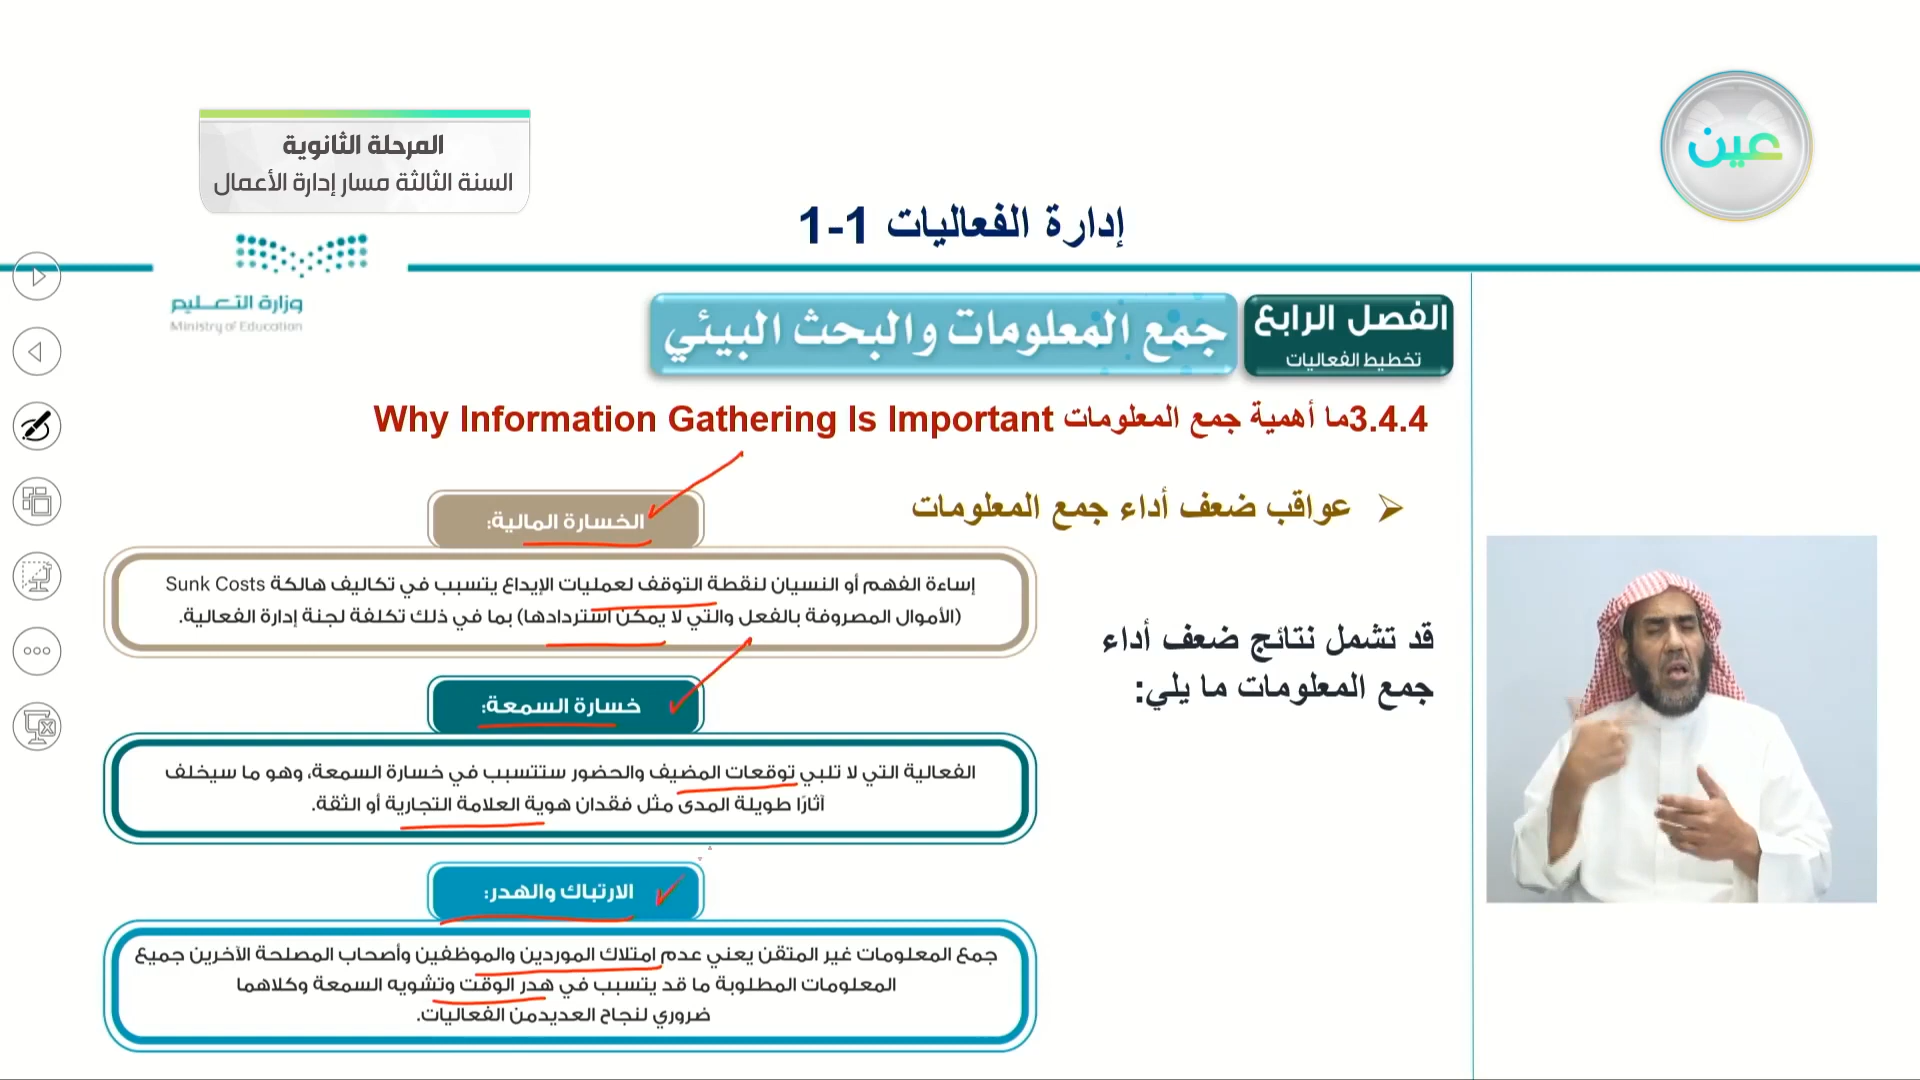 المرحلة الثانوية
السنة الثالثة مسار إدارة الأعمال
عين
إدارة الفعاليات 1-1
وزارة التعليم
Ministry of Education
الفصل الرابع
تخطيط الفعاليات
جمع المعلومات والبحث البيئي
3.4.4ما أهمية جمع المعلومات Why Information Gathering Is Important
عواقب ضعف أداء جمع المعلومات
قد تشمل نتائج ضعف أداء
جمع المعلومات ما يلي:
الخسارة المالية:
إساءة الفهم أو النسيان لنقطة التوقف لعمليات الإيداع يتسبب في تكاليف هالكة Sunk Costs
(الأموال المصروفة بالفعل والتي لا يمكن استردادها) بما في ذلك تكلفة لجنة إدارة الفعالية.
خسارة السمعة:
الفعالية التي لا تلبي توقعات المضيف والحضور ستتسبب في خسارة السمعة، وهو ما سيخلف
آثارًا طويلة المدى مثل فقدان هوية العلامة التجارية أو الثقة.
الارتباك والهدر:
جمع المعلومات غير المتقن يعني عدم امتلاك الموردين والموظفين وأصحاب المصلحة الآخرين جميع
المعلومات المطلوبة ما قد يتسبب في هدر الوقت وتشويه السمعة وكلاهما
ضروري لنجاح العديدمن الفعاليات.